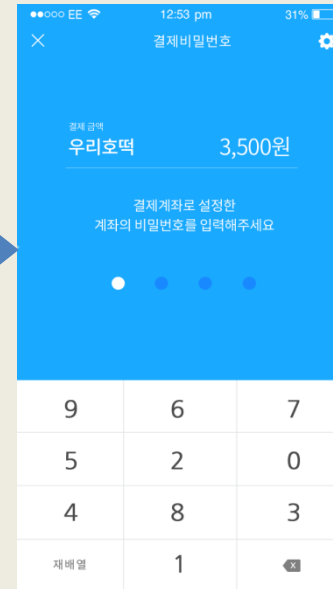 EE 12:53 pm 31%
결제비밀번호
결제 금액
우리호떡 3,500원
결제계좌로 설정한
계좌의 비밀번호를 입력해주세요
9 6 7
5 2 0
4 8 3
재배열 1 x